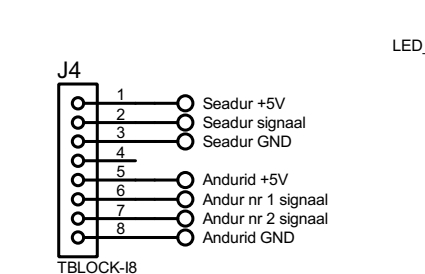 LED_
J4
1 Seadur +5V
2 Seadur signaal
3 Seadur GND
4
5 Andurid +5V
6 Andur nr 1 signaal
7 Andur nr 2 signaal
8 Andurid GND
TBLOCK-I8